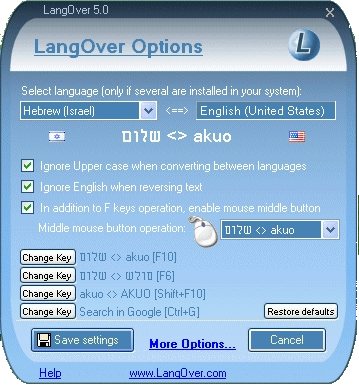 LangOver 5.0
LangOver Options
L
Select language (only if several are installed in your system):
Hebrew (Israel) <==> English (United States)
שלום <> akuo
Ignore Upper case when converting between languages
Ignore English when reversing text
In addition to F keys operation, enable mouse middle button
Middle mouse button operation: שלום <> akuo
Change Key שלום <> akuo [F10]
Change Key שלום <> םולש [F6]
Change Key akuo <> AKUO [Shift+F10]
Change Key Search in Google [Ctrl+G] Restore defaults
Save settings More Options... Cancel
Help www.LangOver.com